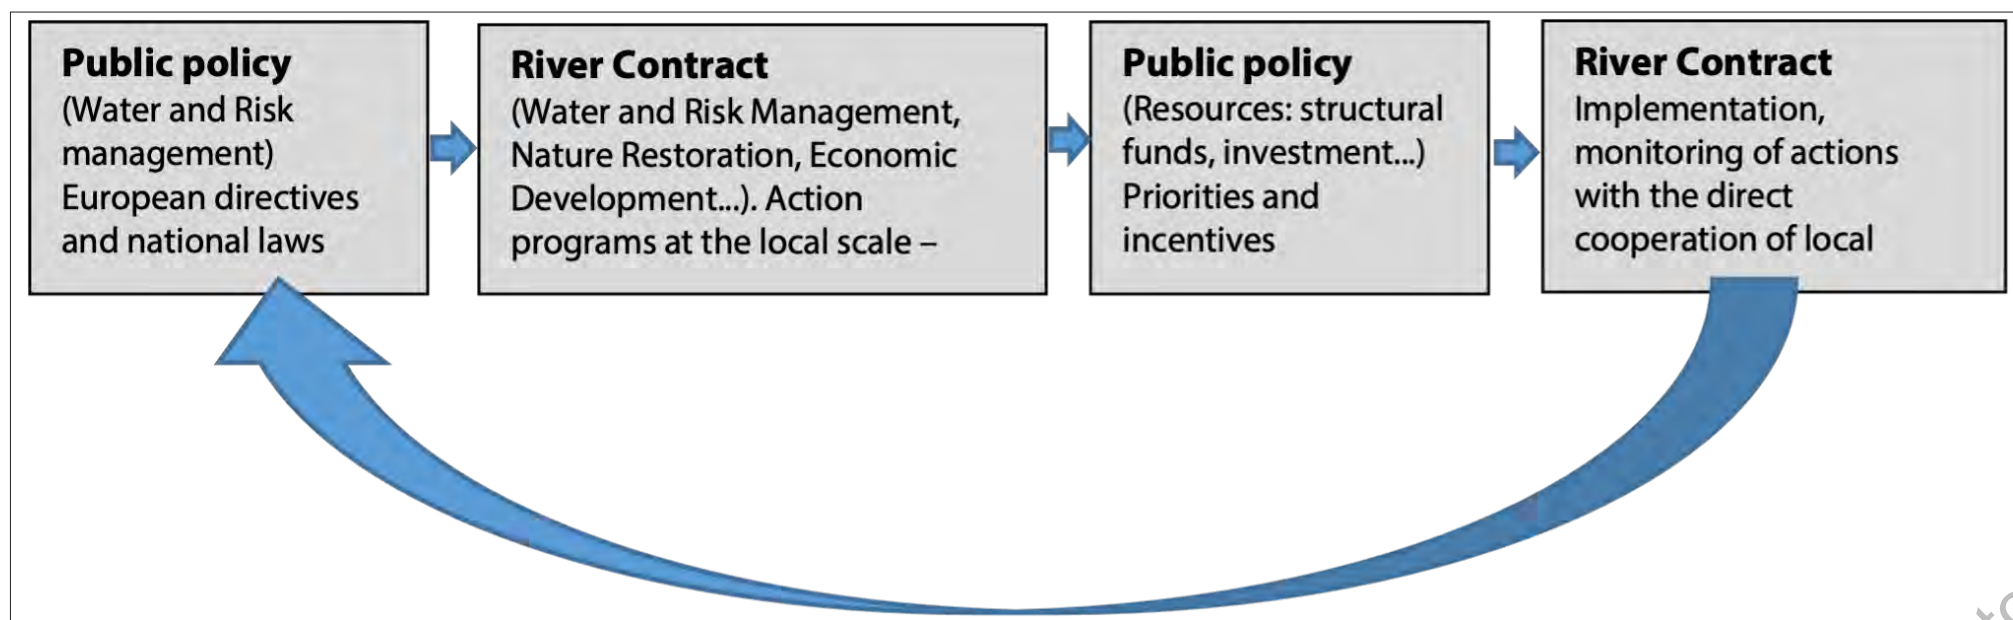 Public policy
(Water and Risk
management)
European directives
and national laws
River Contract
(Water and Risk Management,
Nature Restoration, Economic
Development...). Action
programs at the local scale –
Public policy
(Resources: structural
funds, investment...)
Priorities and
incentives
River Contract
Implementation,
monitoring of actions
with the direct
cooperation of local